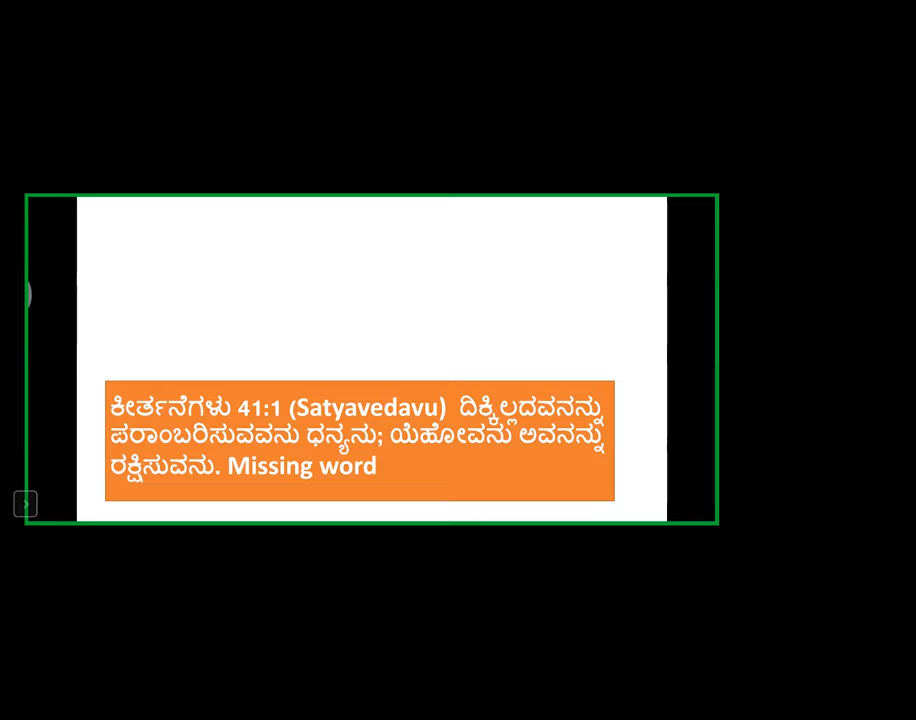 ಕೀರ್ತನೆಗಳು 41:1 (Satyavedavu) ದಿಕ್ಕಿಲ್ಲದವನನ್ನು
ಪರಾಂಬರಿಸುವವನು ಧನ್ಯನು; ಯೆಹೋವನು ಅವನನ್ನು
ರಕ್ಷಿಸುವನು. Missing word